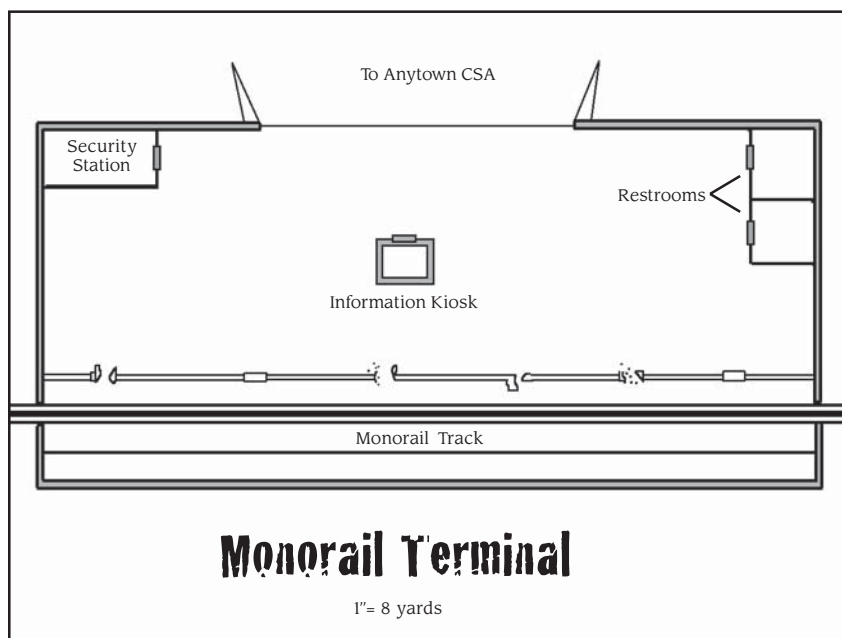 To Anytown CSA
Security
Station
Restrooms
Information Kiosk
Monorail Track
Monorail Terminal
1"= 8 yards